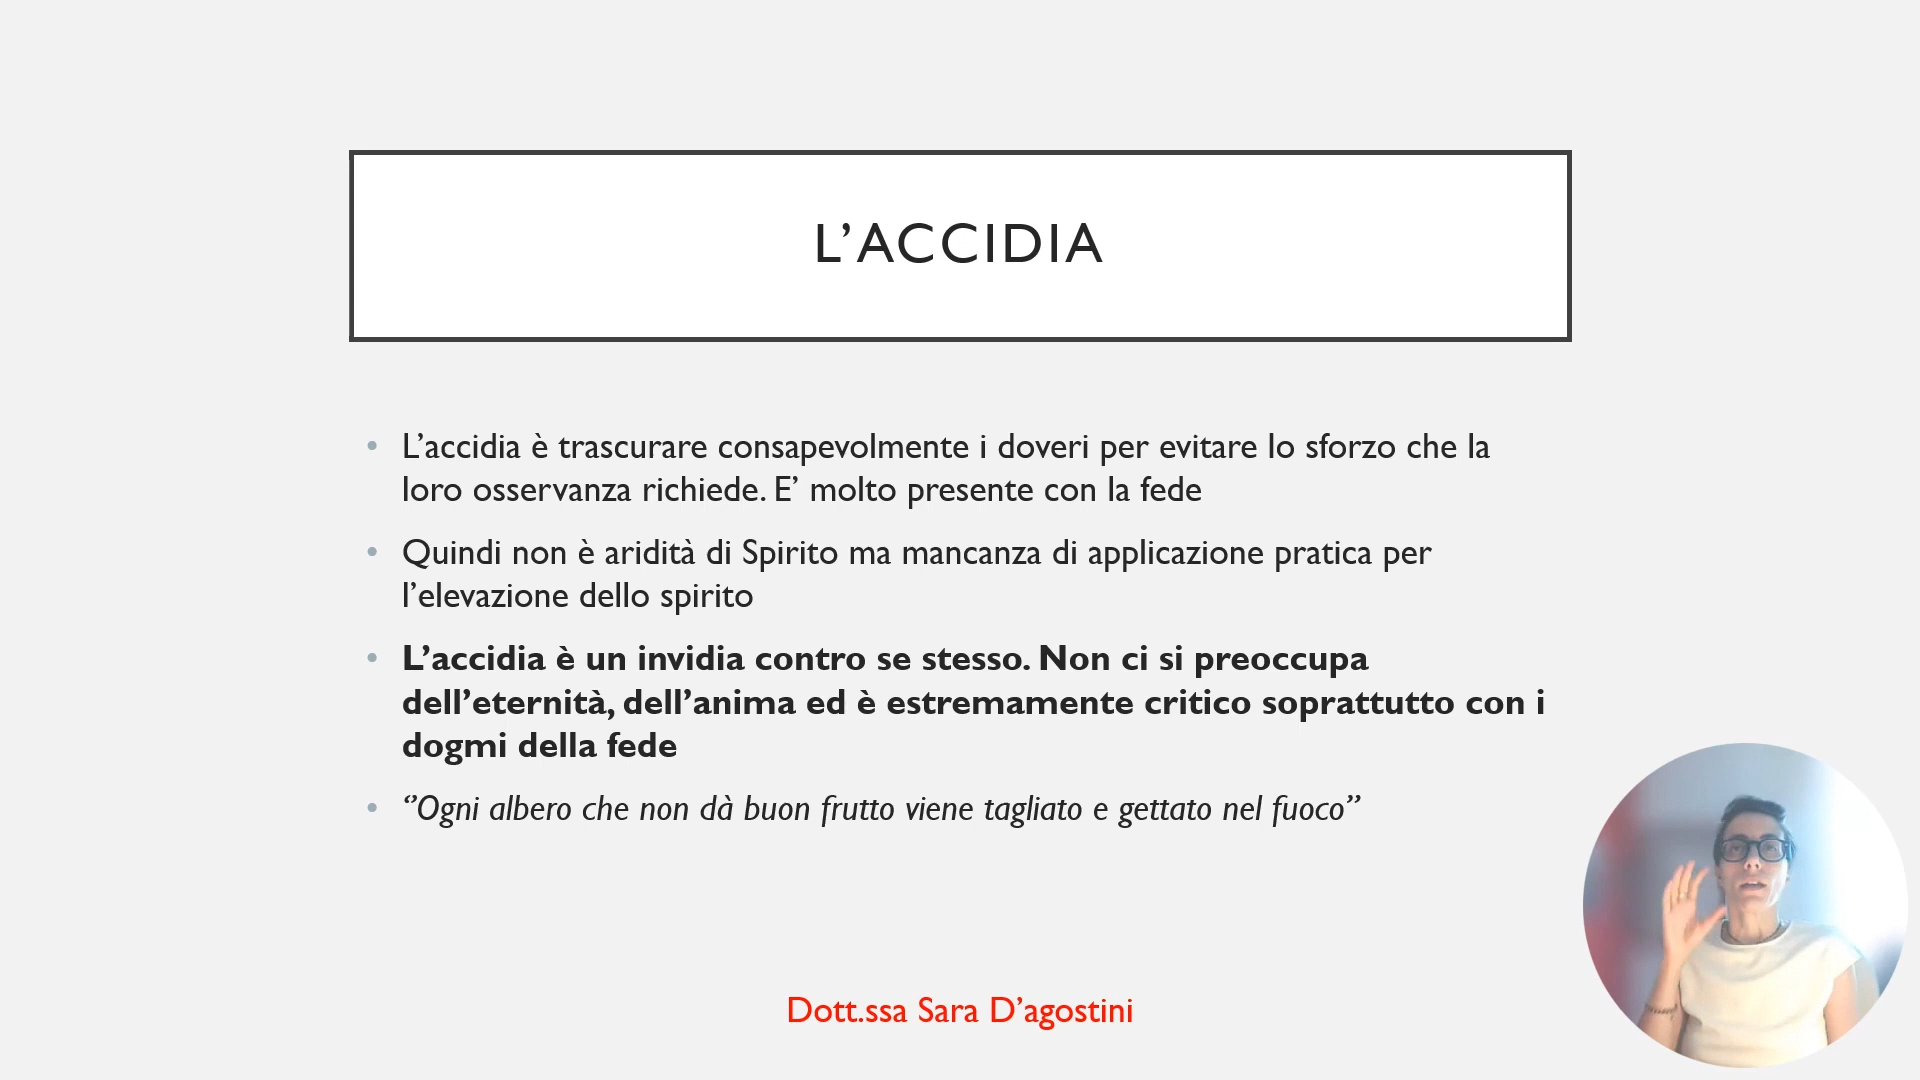 L’ACCIDIA
• L’accidia è trascurare consapevolmente i doveri per evitare lo sforzo che la
loro osservanza richiede. E’ molto presente con la fede
• Quindi non è aridità di Spirito ma mancanza di applicazione pratica per
l’elevazione dello spirito
• L’accidia è un invidia contro se stesso. Non ci si preoccupa
dell’eternità, dell’anima ed è estremamente critico soprattutto con i
dogmi della fede
• ‘’Ogni albero che non dà buon frutto viene tagliato e gettato nel fuoco’’
Dott.ssa Sara D’agostini